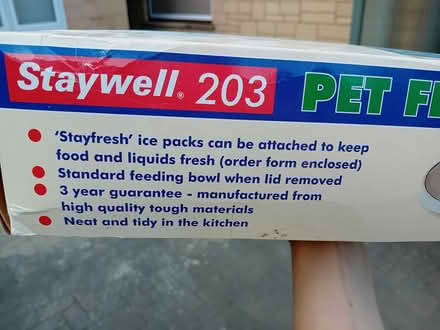 Staywell® 203 PET FE
'Stayfresh' ice packs can be attached to keep
food and liquids fresh (order form enclosed)
Standard feeding bowl when lid removed
3 year guarantee - manufactured from
high quality tough materials
Neat and tidy in the kitchen